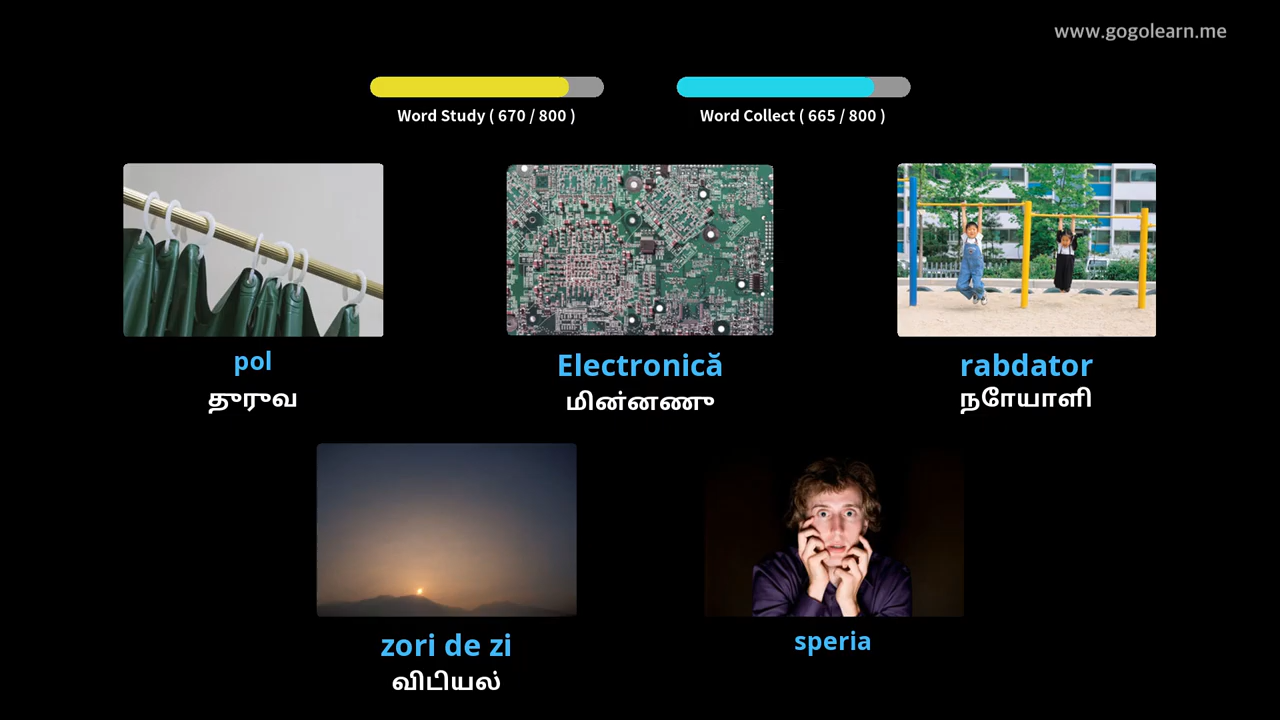 www.gogolearn.me
Word Study ( 670 / 800 )
Word Collect ( 665 / 800 )
pol
துருவ
Electronică
மின்னணு
rabdator
நோயாளி
zori de zi
விடியல்
speria